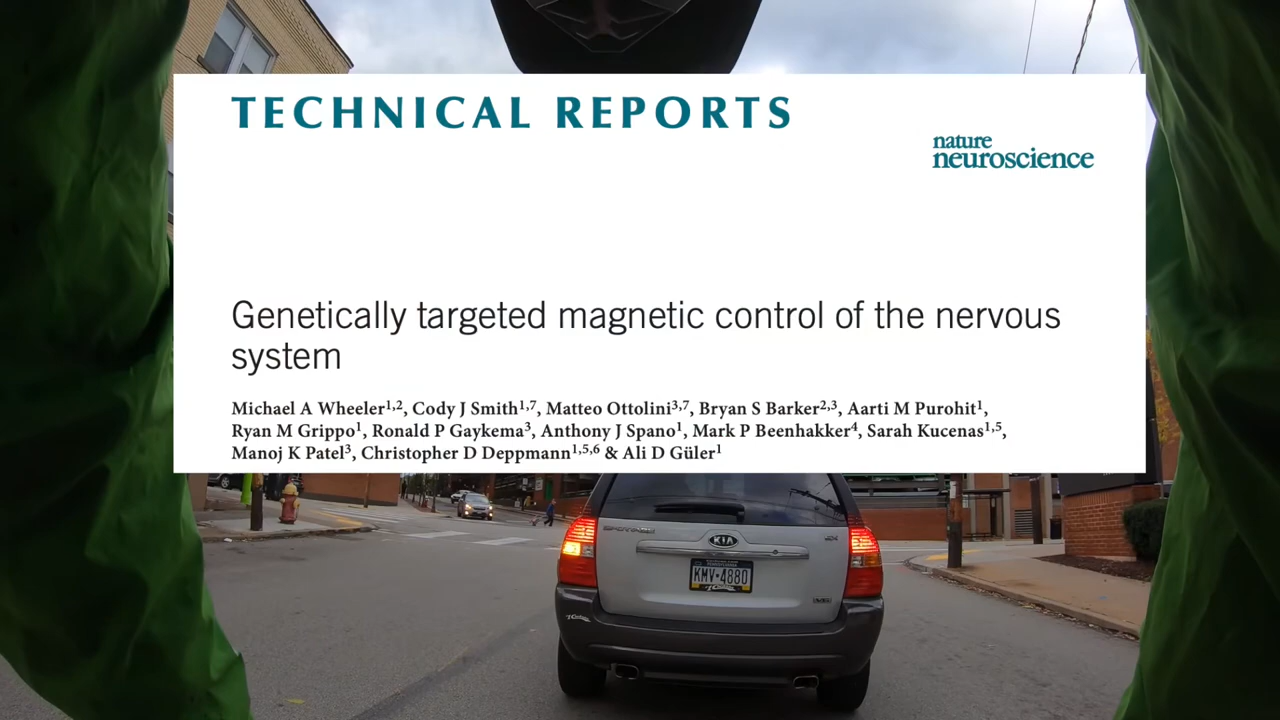 TECHNICAL REPORTS
nature
neuroscience
Genetically targeted magnetic control of the nervous
system
Michael A Wheeler1,2, Cody J Smith1,7, Matteo Ottolini3,7, Bryan S Barker2,3, Aarti M Purohit1,
Ryan M Grippo1, Ronald P Gaykema3, Anthony J Spano1, Mark P Beenhakker4, Sarah Kucenas1,5,
Manoj K Patel3, Christopher D Deppmann1,5,6 & Ali D Güler1
SPORTAGE
KIA
EX
KMV·4880